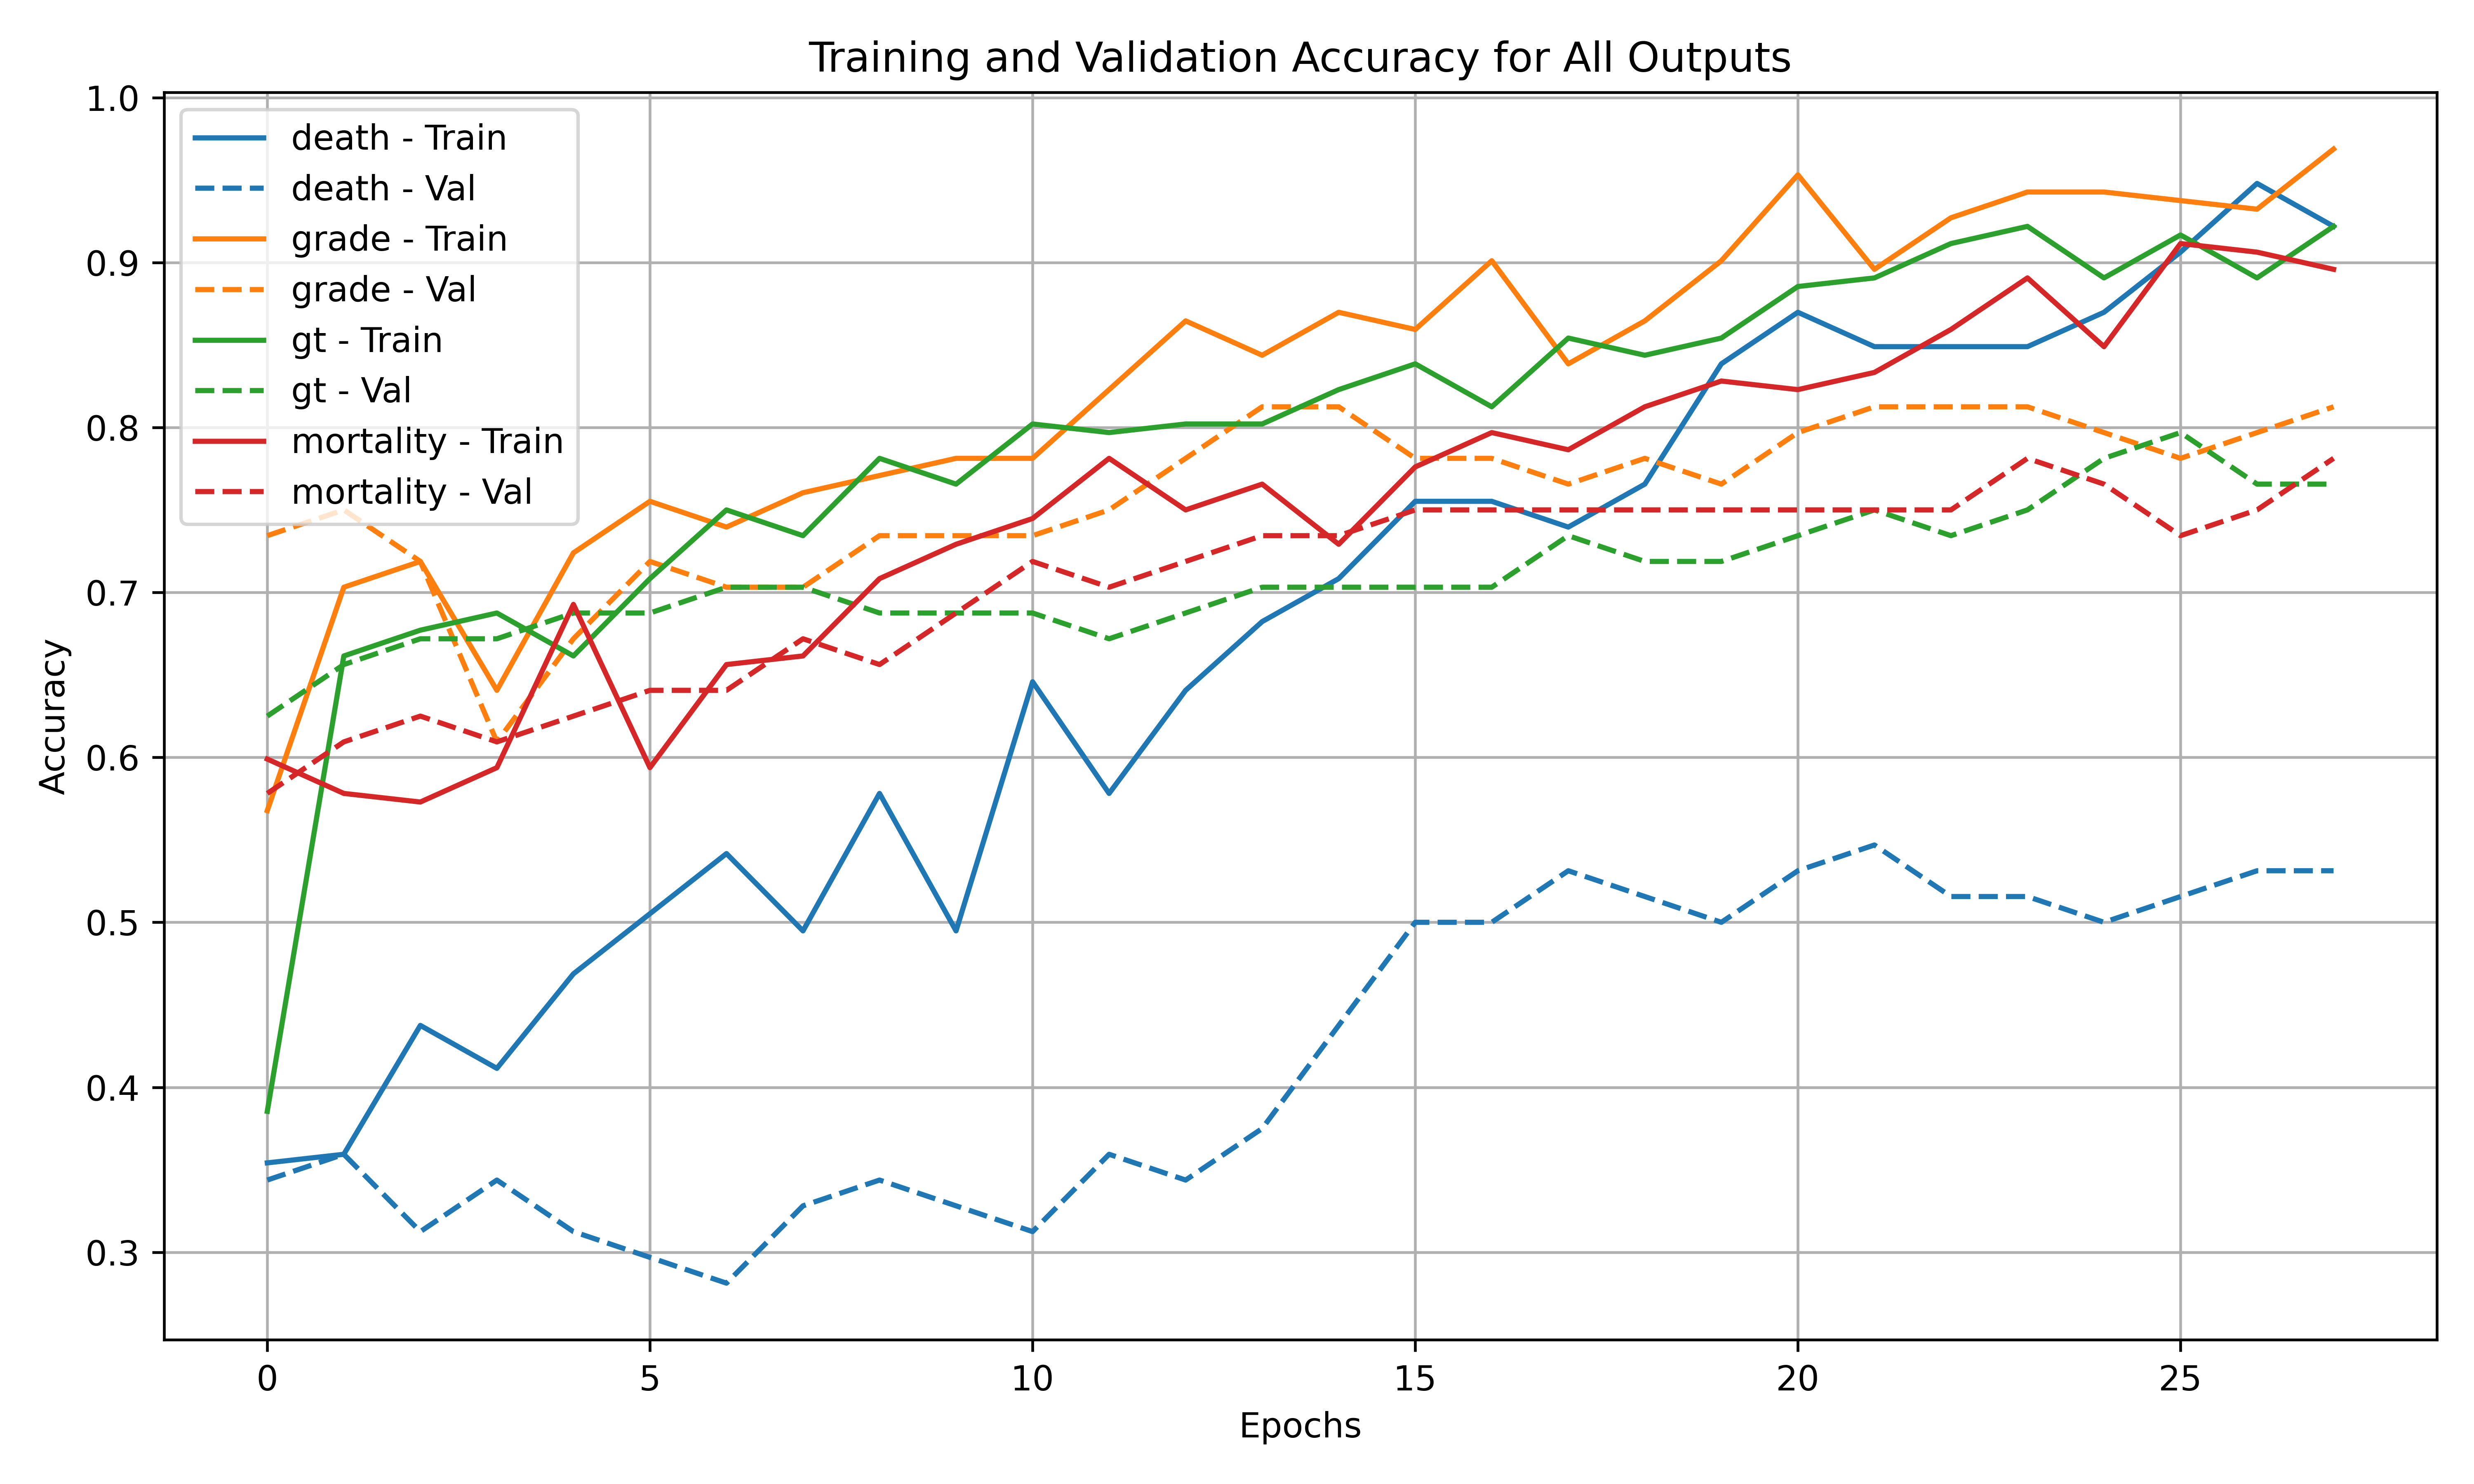 Training and Validation Accuracy for All Outputs
1.0
0.9
0.8
0.7
0.6
0.5
0.4
0.3
Accuracy
death - Train
death - Val
grade - Train
grade - Val
gt - Train
gt - Val
mortality - Train
mortality - Val
0 5 10 15 20 25
Epochs